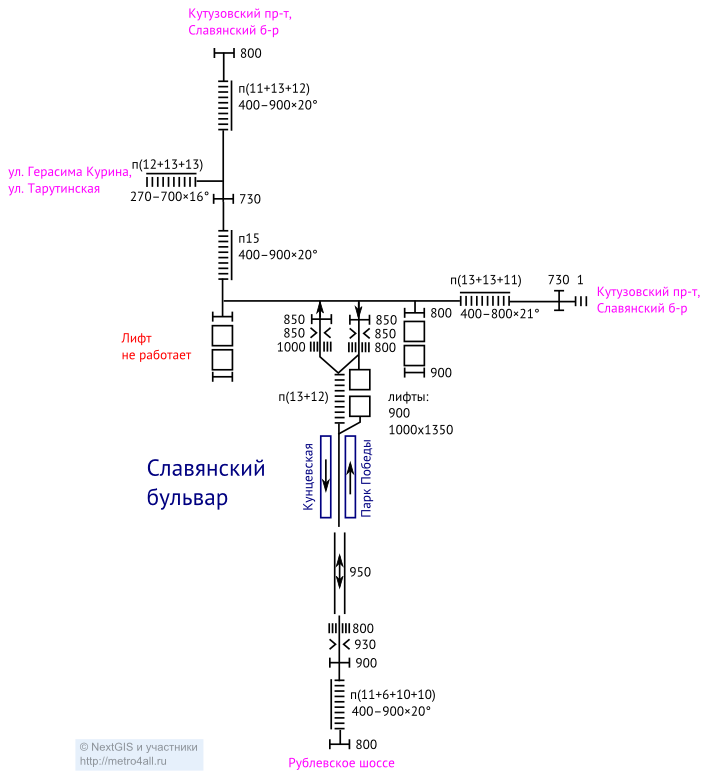 Кутузовский пр-т,
Славянский б-р
800
п(11+13+12)
400–900×20°
п(12+13+13)
ул. Герасима Курина,
ул. Тарутинская
270–700×16°
730
п15
400–900×20°
п(13+13+11)
730 1
Кутузовский пр-т,
Славянский б-р
400–800×21°
850
850
1000
850
850
800
800
900
Лифт
не работает
п(13+12)
лифты:
900
1000x1350
Славянский
бульвар
Кунцевская
Парк Победы
950
800
930
900
п(11+6+10+10)
400–900×20°
800
Рублевское шоссе
© NextGIS и участники
http://metro4all.ru